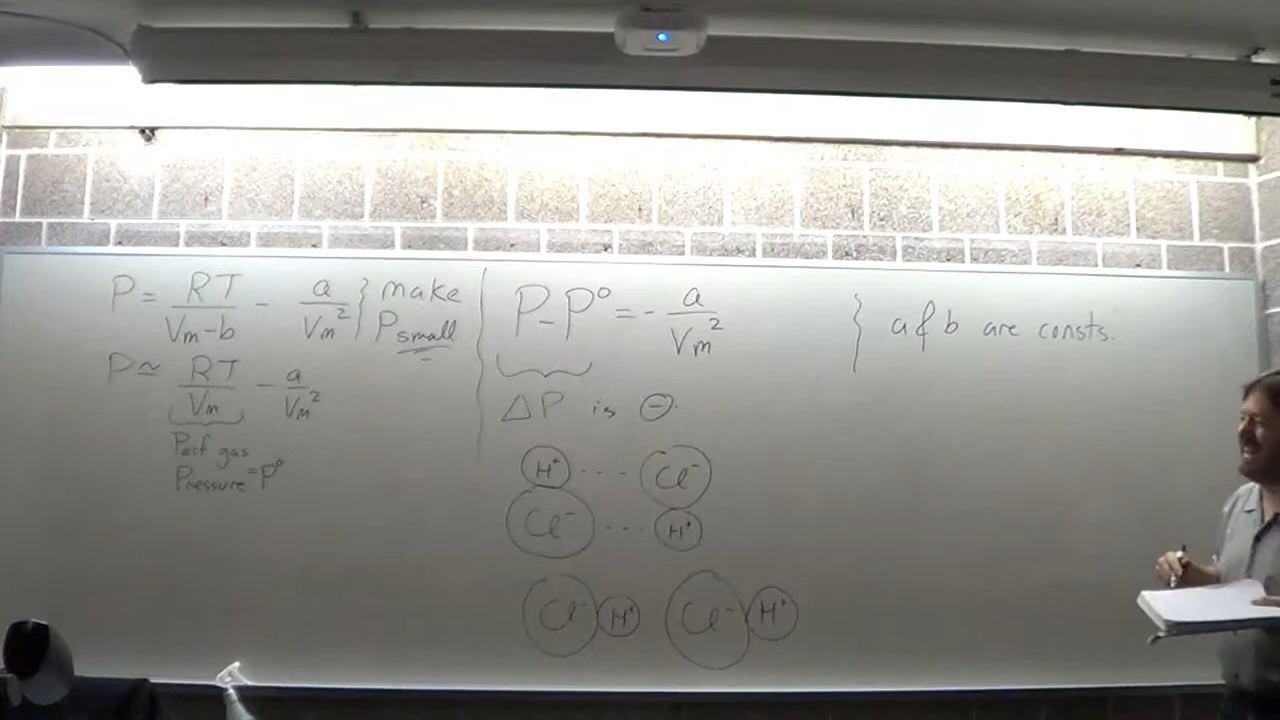 P = RT / (Vm - b) - a / Vm² } make P small
P ≃ RT / Vm - a / Vm²
Perf gas
Pressure = P°
P - P° = - a / Vm²
ΔP is ⊖.
H⁺ ... Cl⁻
Cl⁻ ... H⁺
Cl⁻ H⁺ Cl⁻ H⁺
} a & b are consts.